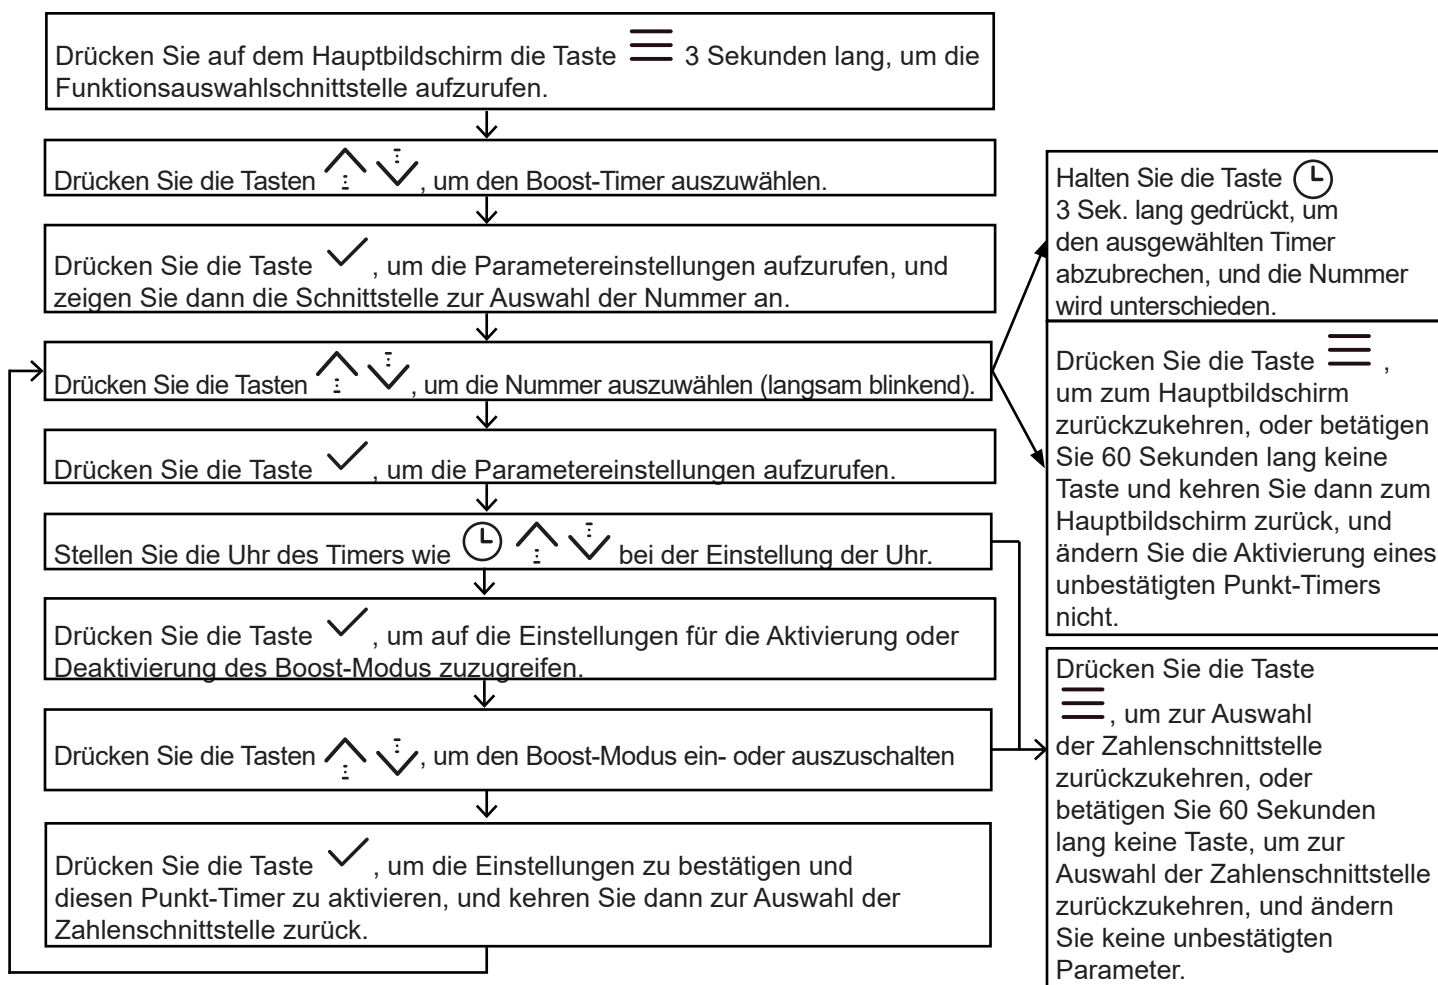 Drücken Sie auf dem Hauptbildschirm die Taste 3 Sekunden lang, um die
Funktionsauswahlschnittstelle aufzurufen.
Drücken Sie die Tasten , um den Boost-Timer auszuwählen.
Drücken Sie die Taste , um die Parametereinstellungen aufzurufen, und
zeigen Sie dann die Schnittstelle zur Auswahl der Nummer an.
Drücken Sie die Tasten , um die Nummer auszuwählen (langsam blinkend).
Drücken Sie die Taste , um die Parametereinstellungen aufzurufen.
Stellen Sie die Uhr des Timers wie bei der Einstellung der Uhr.
Drücken Sie die Taste , um auf die Einstellungen für die Aktivierung oder
Deaktivierung des Boost-Modus zuzugreifen.
Drücken Sie die Tasten , um den Boost-Modus ein- oder auszuschalten
Drücken Sie die Taste , um die Einstellungen zu bestätigen und
diesen Punkt-Timer zu aktivieren, und kehren Sie dann zur Auswahl der
Zahlenschnittstelle zurück.
Halten Sie die Taste
3 Sek. lang gedrückt, um
den ausgewählten Timer
abzubrechen, und die Nummer
wird unterschieden.
Drücken Sie die Taste ,
um zum Hauptbildschirm
zurückzukehren, oder betätigen
Sie 60 Sekunden lang keine
Taste und kehren Sie dann zum
Hauptbildschirm zurück, und
ändern Sie die Aktivierung eines
unbestätigten Punkt-Timers
nicht.
Drücken Sie die Taste
, um zur Auswahl
der Zahlenschnittstelle
zurückzukehren, oder
betätigen Sie 60 Sekunden
lang keine Taste, um zur
Auswahl der Zahlenschnittstelle
zurückzukehren, und ändern
Sie keine unbestätigten
Parameter.